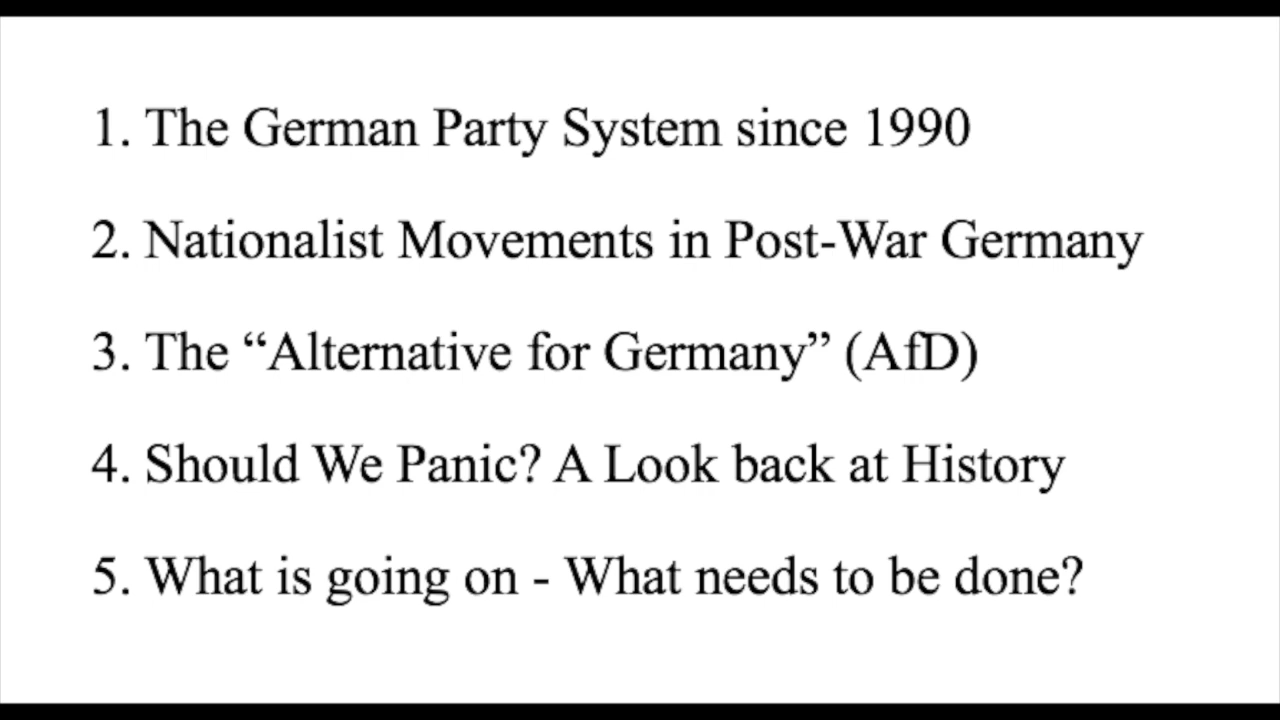 1. The German Party System since 1990
2. Nationalist Movements in Post-War Germany
3. The “Alternative for Germany” (AfD)
4. Should We Panic? A Look back at History
5. What is going on - What needs to be done?